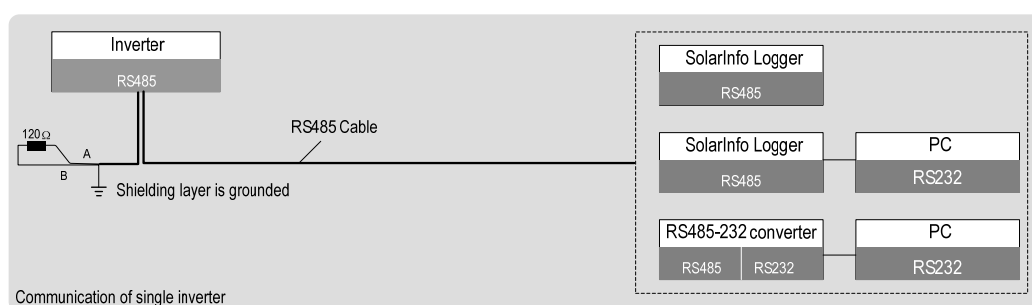 Inverter
RS485
120Ω
A
B
Shielding layer is grounded
RS485 Cable
SolarInfo Logger
RS485
SolarInfo Logger
RS485
PC
RS232
RS485-232 converter
RS485
RS232
PC
RS232
Communication of single inverter